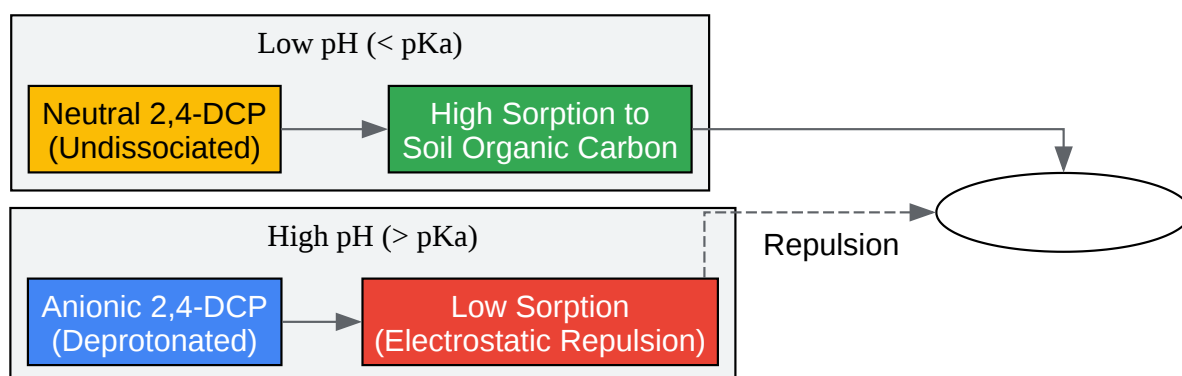 Low pH (< pKa)
Neutral 2,4-DCP
(Undissociated)
High Sorption to
Soil Organic Carbon
High pH (> pKa)
Repulsion
Anionic 2,4-DCP
(Deprotonated)
Low Sorption
(Electrostatic Repulsion)